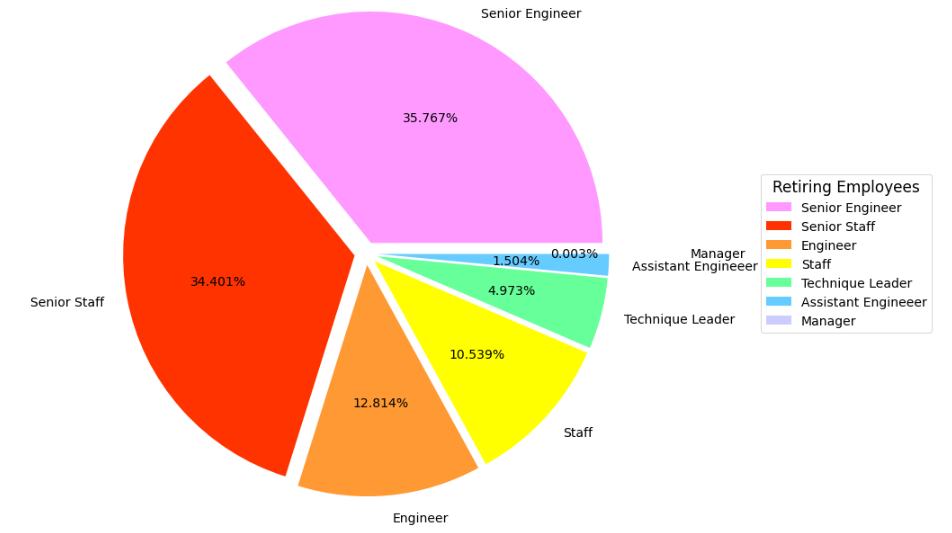 Senior Engineer
35.767%
Senior Staff
34.401%
Engineer
12.814%
Staff
10.539%
Technique Leader
4.973%
Assistant Engineeer
1.504%
Manager
0.003%
Retiring Employees
Senior Engineer
Senior Staff
Engineer
Staff
Technique Leader
Assistant Engineeer
Manager